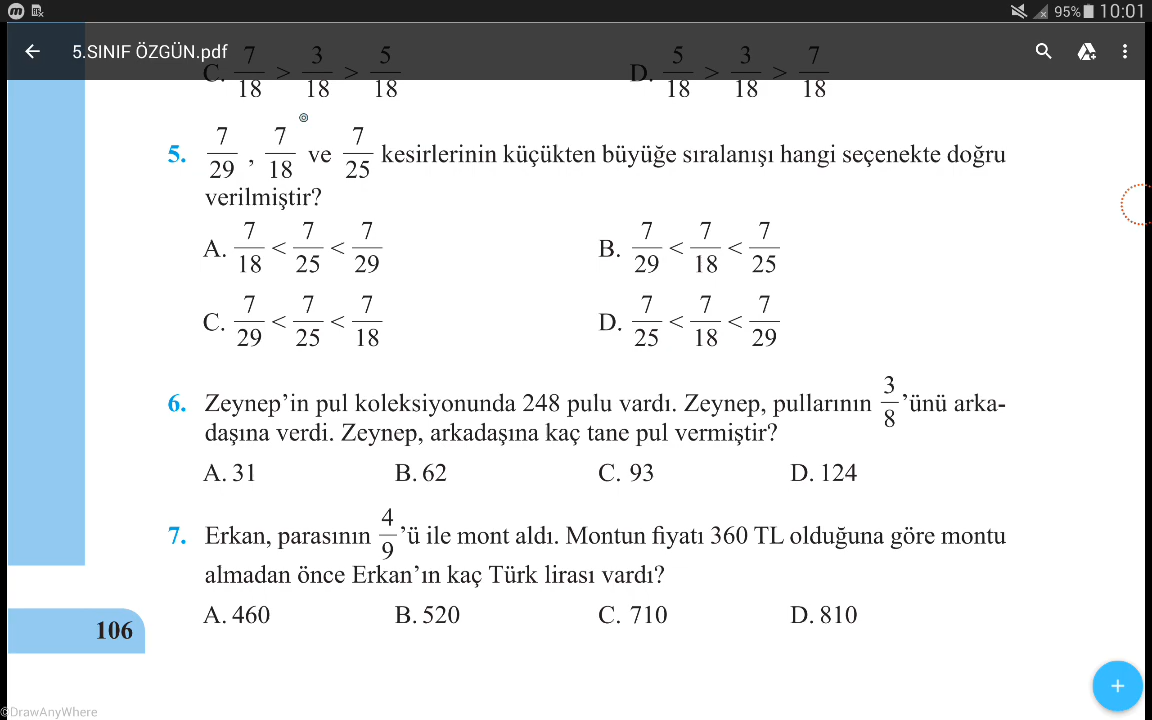 95% 10:01
5.SINIF ÖZGÜN.pdf
C. 7/18 > 3/18 > 5/18
D. 5/18 > 3/18 > 7/18
5. 7/29 , 7/18 ve 7/25 kesirlerinin küçükten büyüğe sıralanışı hangi seçenekte doğru
verilmiştir?
A. 7/18 < 7/25 < 7/29
B. 7/29 < 7/18 < 7/25
C. 7/29 < 7/25 < 7/18
D. 7/25 < 7/18 < 7/29
6. Zeynep’in pul koleksiyonunda 248 pulu vardı. Zeynep, pullarının 3/8 ’ünü arka-
daşına verdi. Zeynep, arkadaşına kaç tane pul vermiştir?
A. 31 B. 62 C. 93 D. 124
7. Erkan, parasının 4/9 ’ü ile mont aldı. Montun fiyatı 360 TL olduğuna göre montu
almadan önce Erkan’ın kaç Türk lirası vardı?
A. 460 B. 520 C. 710 D. 810
106
©DrawAnyWhere